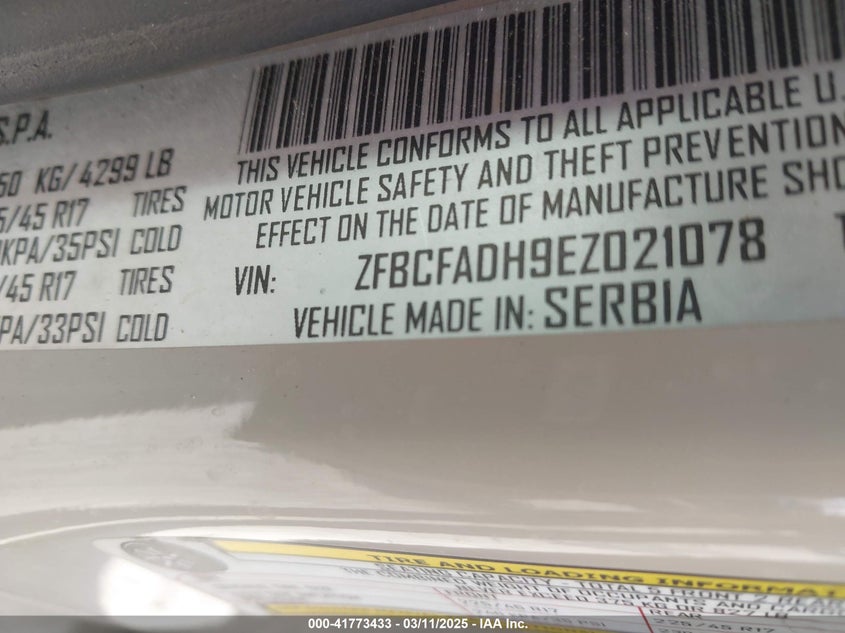 S.P.A.
50 KG/4299 LB
5/45 R17 TIRES
KPA/35PSI COLD
/45 R17 TIRES
PA/33PSI COLD
THIS VEHICLE CONFORMS TO ALL APPLICABLE U.
MOTOR VEHICLE SAFETY AND THEFT PREVENTION
EFFECT ON THE DATE OF MANUFACTURE SHO
VIN: ZFBCFADH9EZ021078
VEHICLE MADE IN: SERBIA
TIRE AND LOADING INFORMAT
000-41773433 - 03/11/2025 - IAA Inc.